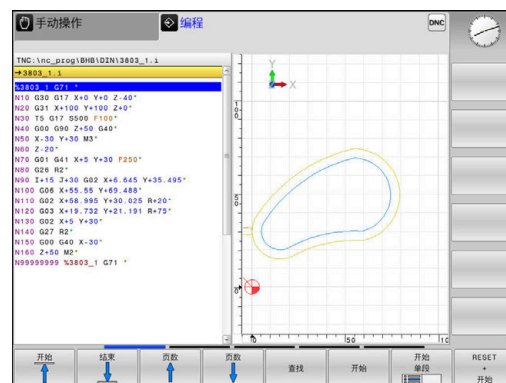 手动操作
编程
DNC
TNC:\nc_prog\BHB\DIN\3803_1.i
→3803_1.i
%3803_1 G71 *
N10 G30 G17 X+0 Y+0 Z-40*
N20 G31 X+100 Y+100 Z+0*
N30 T5 G17 S500 F100*
N40 G00 G90 Z+50 G40*
N50 X-30 Y+30 M3*
N60 Z-20*
N70 G01 G41 X+5 Y+30 F250*
N80 G26 R2*
N90 I+15 J+30 G02 X+6.645 Y+35.495*
N100 G06 X+55.55 Y+69.488*
N110 G02 X+58.995 Y+30.025 R+20*
N120 G03 X+19.732 Y+21.191 R+75*
N130 G02 X+5 Y+30*
N140 G27 R2*
N150 G00 G40 X-30*
N160 Z+50 M2*
N99999999 %3803_1 G71 *
Y
X
100
50
0
0
50
10
开始
结束
页数
页数
查找
开始
开始
单段
RESET
+
开始